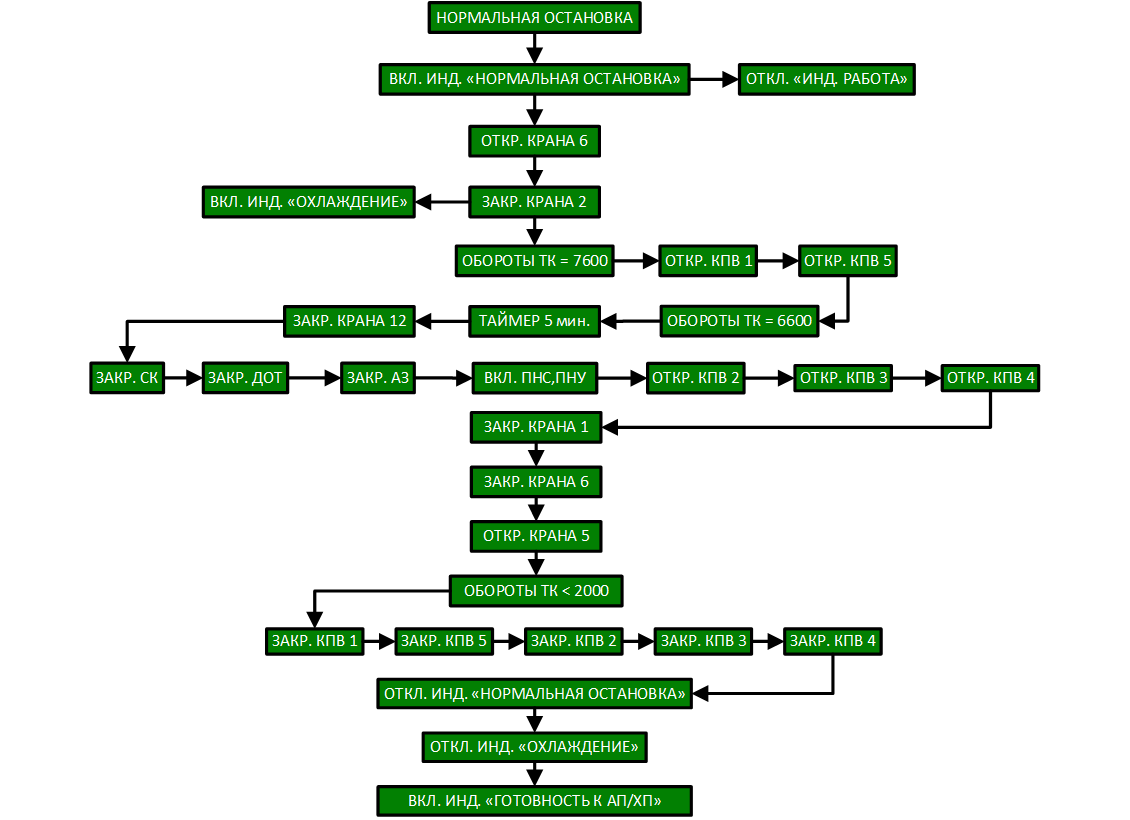 НОРМАЛЬНАЯ ОСТАНОВКА
ВКЛ. ИНД. «НОРМАЛЬНАЯ ОСТАНОВКА»
ОТКЛ. «ИНД. РАБОТА»
ОТКР. КРАНА 6
ВКЛ. ИНД. «ОХЛАЖДЕНИЕ»
ЗАКР. КРАНА 2
ОБОРОТЫ ТК = 7600
ОТКР. КПВ 1
ОТКР. КПВ 5
ЗАКР. КРАНА 12
ТАЙМЕР 5 мин.
ОБОРОТЫ ТК = 6600
ЗАКР. СК
ЗАКР. ДОТ
ЗАКР. АЗ
ВКЛ. ПНС,ПНУ
ОТКР. КПВ 2
ОТКР. КПВ 3
ОТКР. КПВ 4
ЗАКР. КРАНА 1
ЗАКР. КРАНА 6
ОТКР. КРАНА 5
ОБОРОТЫ ТК < 2000
ЗАКР. КПВ 1
ЗАКР. КПВ 5
ЗАКР. КПВ 2
ЗАКР. КПВ 3
ЗАКР. КПВ 4
ОТКЛ. ИНД. «НОРМАЛЬНАЯ ОСТАНОВКА»
ОТКЛ. ИНД. «ОХЛАЖДЕНИЕ»
ВКЛ. ИНД. «ГОТОВНОСТЬ К АП/ХП»